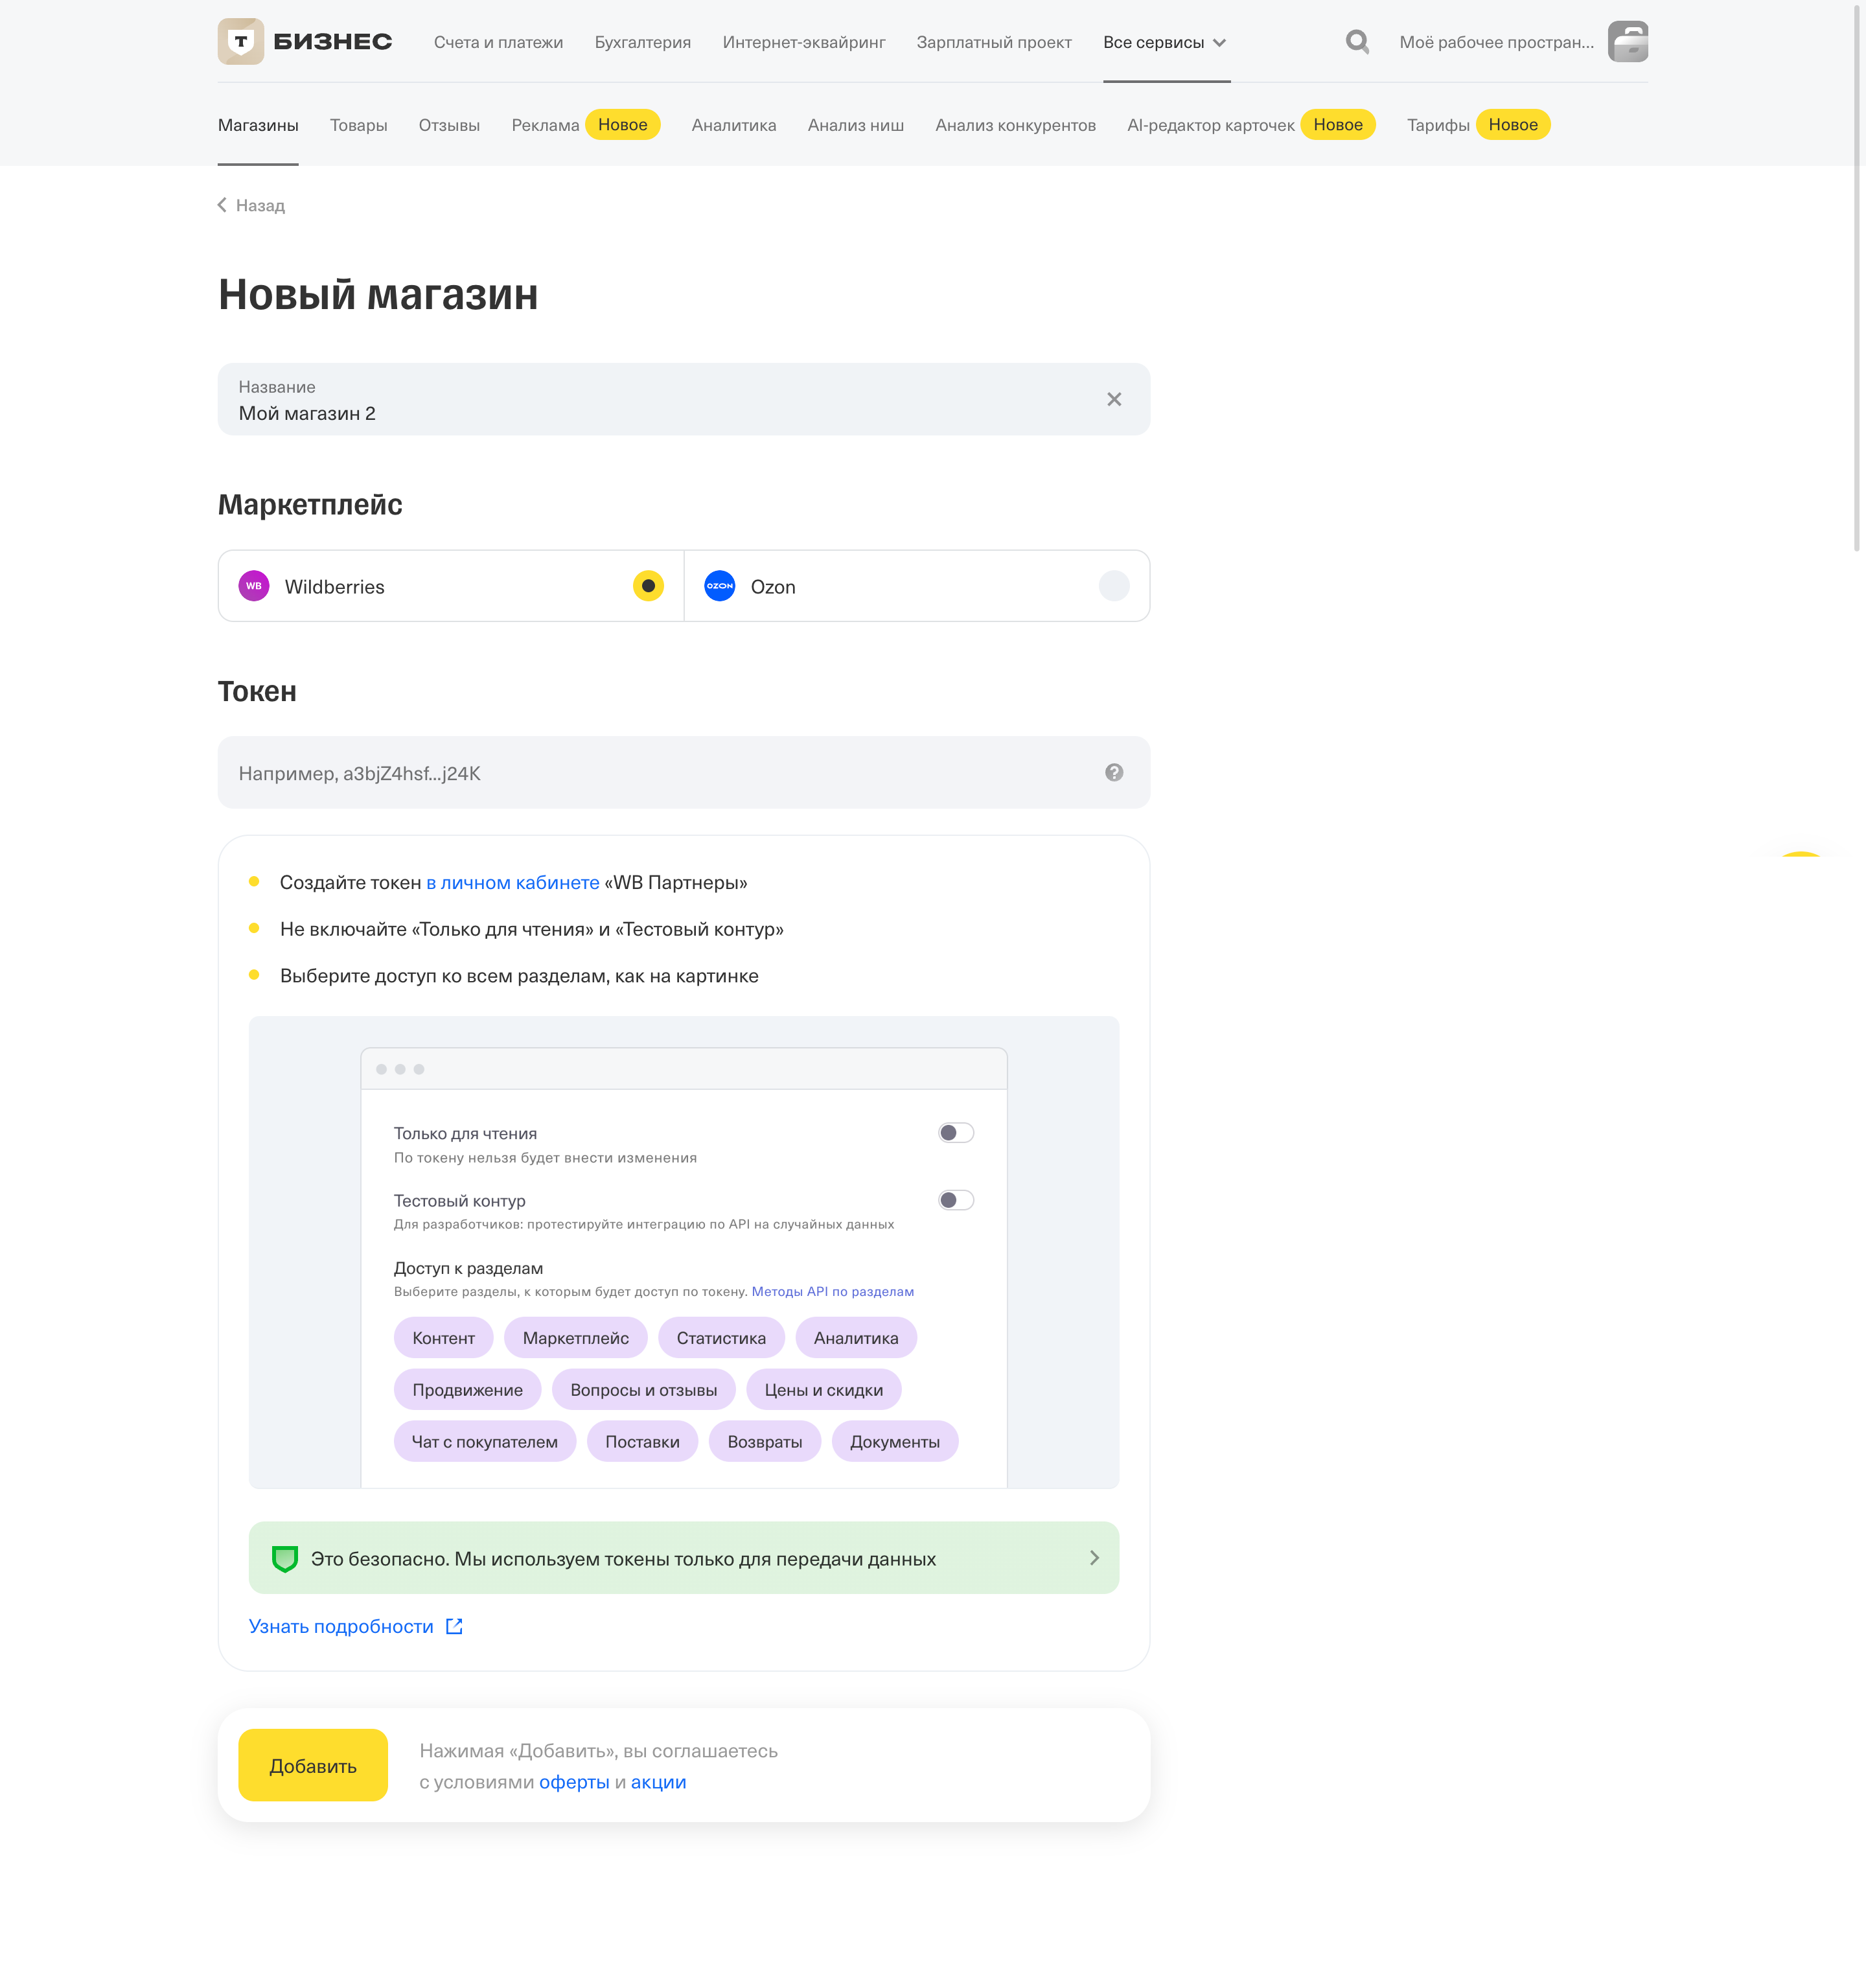 Т БИЗНЕС Счета и платежи Бухгалтерия Интернет-эквайринг Зарплатный проект Все сервисы Моё рабочее простран...
Магазины Товары Отзывы Реклама Новое Аналитика Анализ ниш Анализ конкурентов AI-редактор карточек Новое Тарифы Новое
Назад
Новый магазин
Название
Мой магазин 2
Маркетплейс
WB Wildberries OZON Ozon
Токен
Например, a3bjZ4hsf...j24K ?
Создайте токен в личном кабинете «WB Партнеры»
Не включайте «Только для чтения» и «Тестовый контур»
Выберите доступ ко всем разделам, как на картинке
Только для чтения
По токену нельзя будет внести изменения
Тестовый контур
Для разработчиков: протестируйте интеграцию по API на случайных данных
Доступ к разделам
Выберите разделы, к которым будет доступ по токену. Методы API по разделам
Контент Маркетплейс Статистика Аналитика
Продвижение Вопросы и отзывы Цены и скидки
Чат с покупателем Поставки Возвраты Документы
Это безопасно. Мы используем токены только для передачи данных
Узнать подробности
Добавить
Нажимая «Добавить», вы соглашаетесь
с условиями оферты и акции